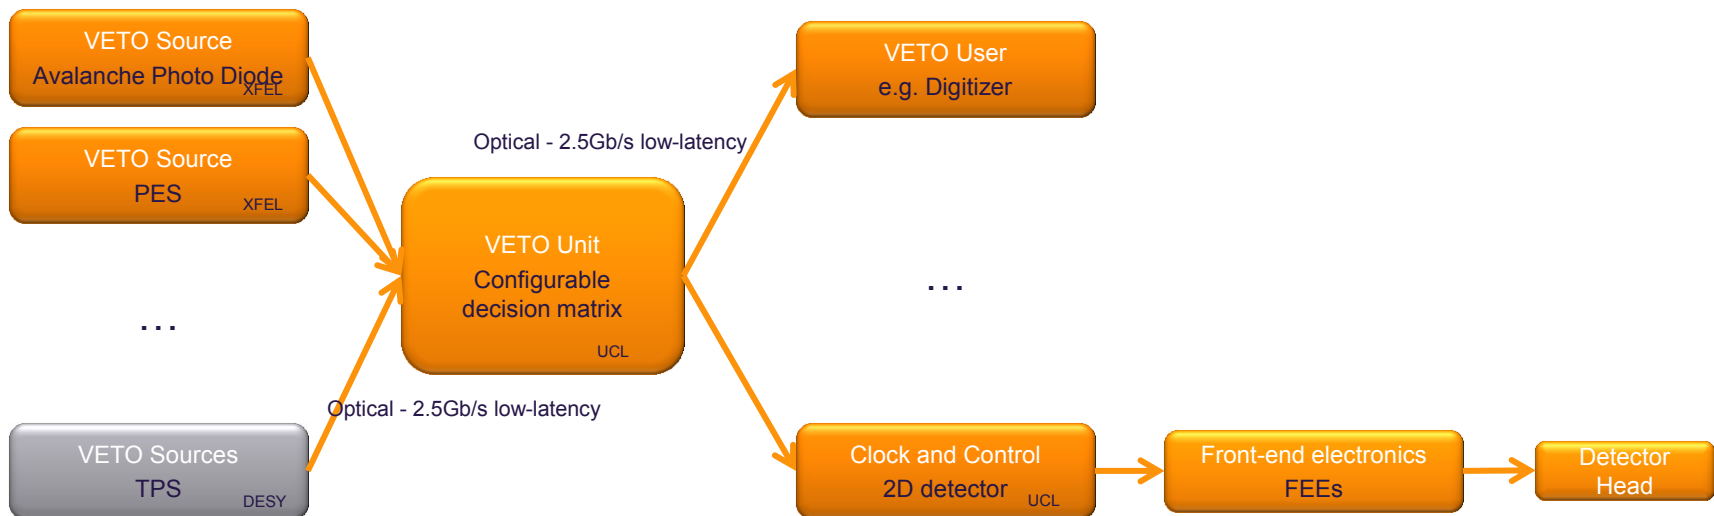 VETO Source
Avalanche Photo Diode
XFEL
VETO Source
PES
XFEL
...
VETO Sources
TPS
DESY
Optical - 2.5Gb/s low-latency
Optical - 2.5Gb/s low-latency
VETO Unit
Configurable
decision matrix
UCL
VETO User
e.g. Digitizer
...
Clock and Control
2D detector
UCL
Front-end electronics
FEEs
Detector
Head